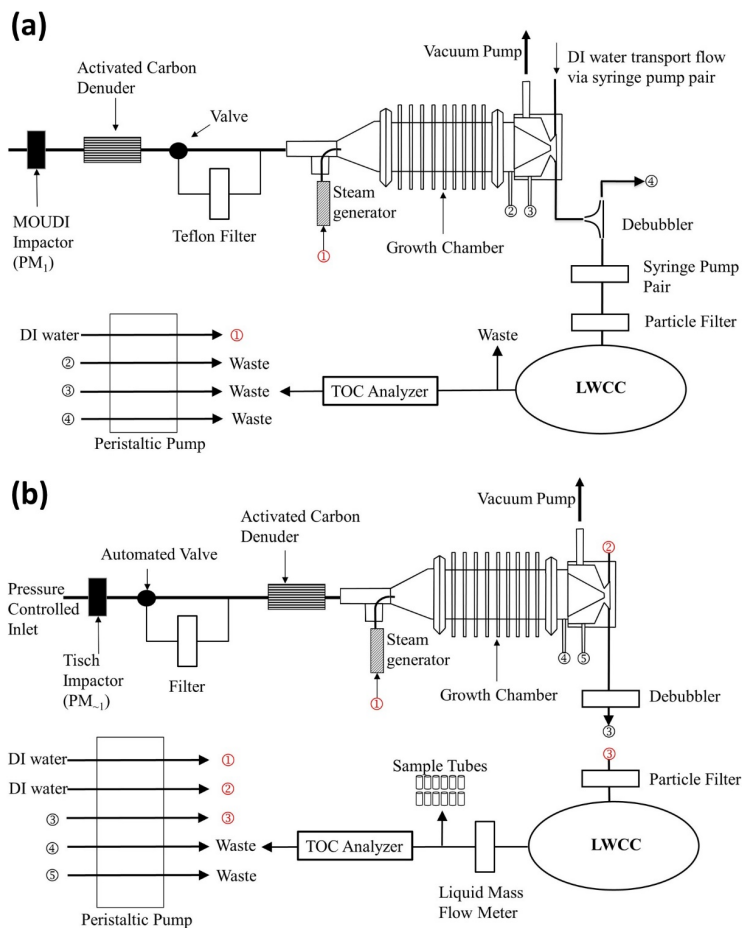 (a)
Activated Carbon
Denuder
Valve
Vacuum Pump
DI water transport flow
via syringe pump pair
MOUDI
Impactor
(PM₁)
Teflon Filter
Steam
generator
①
Growth Chamber
②
③
④
Debubbler
Syringe Pump
Pair
Particle Filter
LWCC
Waste
TOC Analyzer
DI water
①
②
Waste
③
Waste
④
Waste
Peristaltic Pump
(b)
Activated Carbon
Denuder
Automated Valve
Vacuum Pump
Pressure
Controlled
Inlet
Tisch
Impactor
(PM~₁)
Filter
Steam
generator
①
Growth Chamber
②
④
⑤
Debubbler
③
③
Particle Filter
LWCC
Sample Tubes
Liquid Mass
Flow Meter
TOC Analyzer
DI water
①
DI water
②
③
③
④
Waste
⑤
Waste
Peristaltic Pump